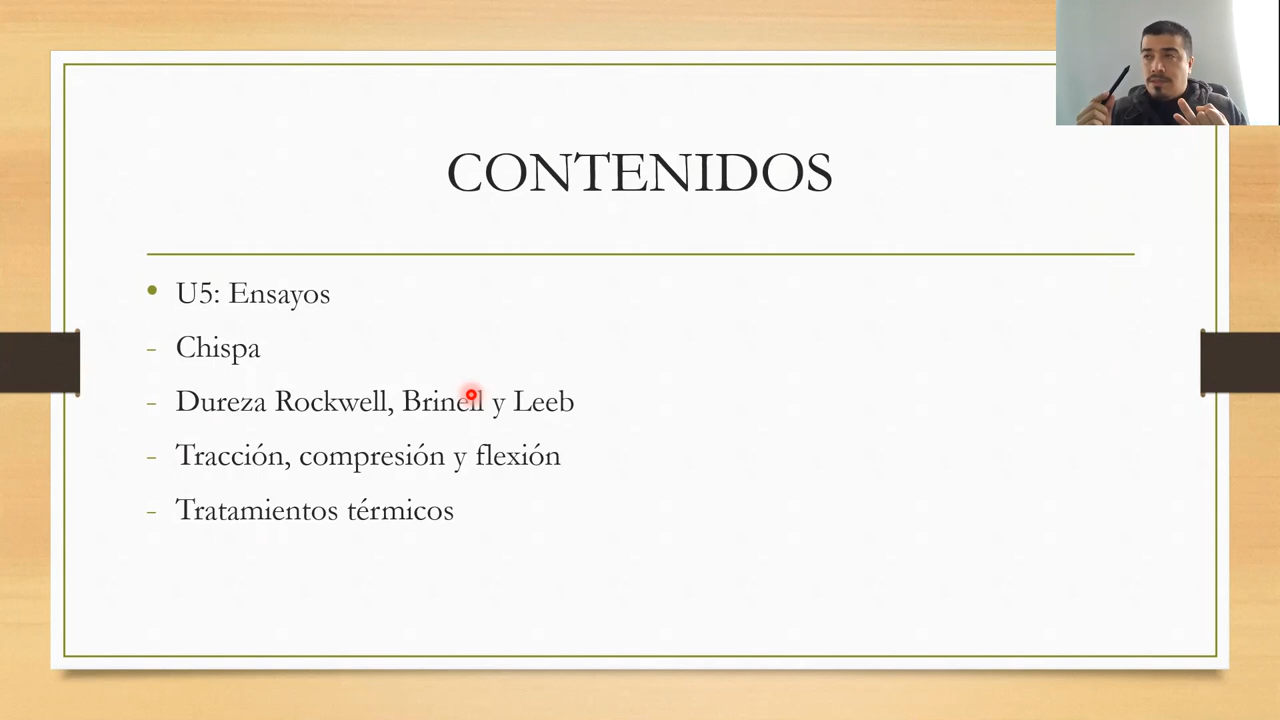 CONTENIDOS
• U5: Ensayos
- Chispa
- Dureza Rockwell, Brinell y Leeb
- Tracción, compresión y flexión
- Tratamientos térmicos